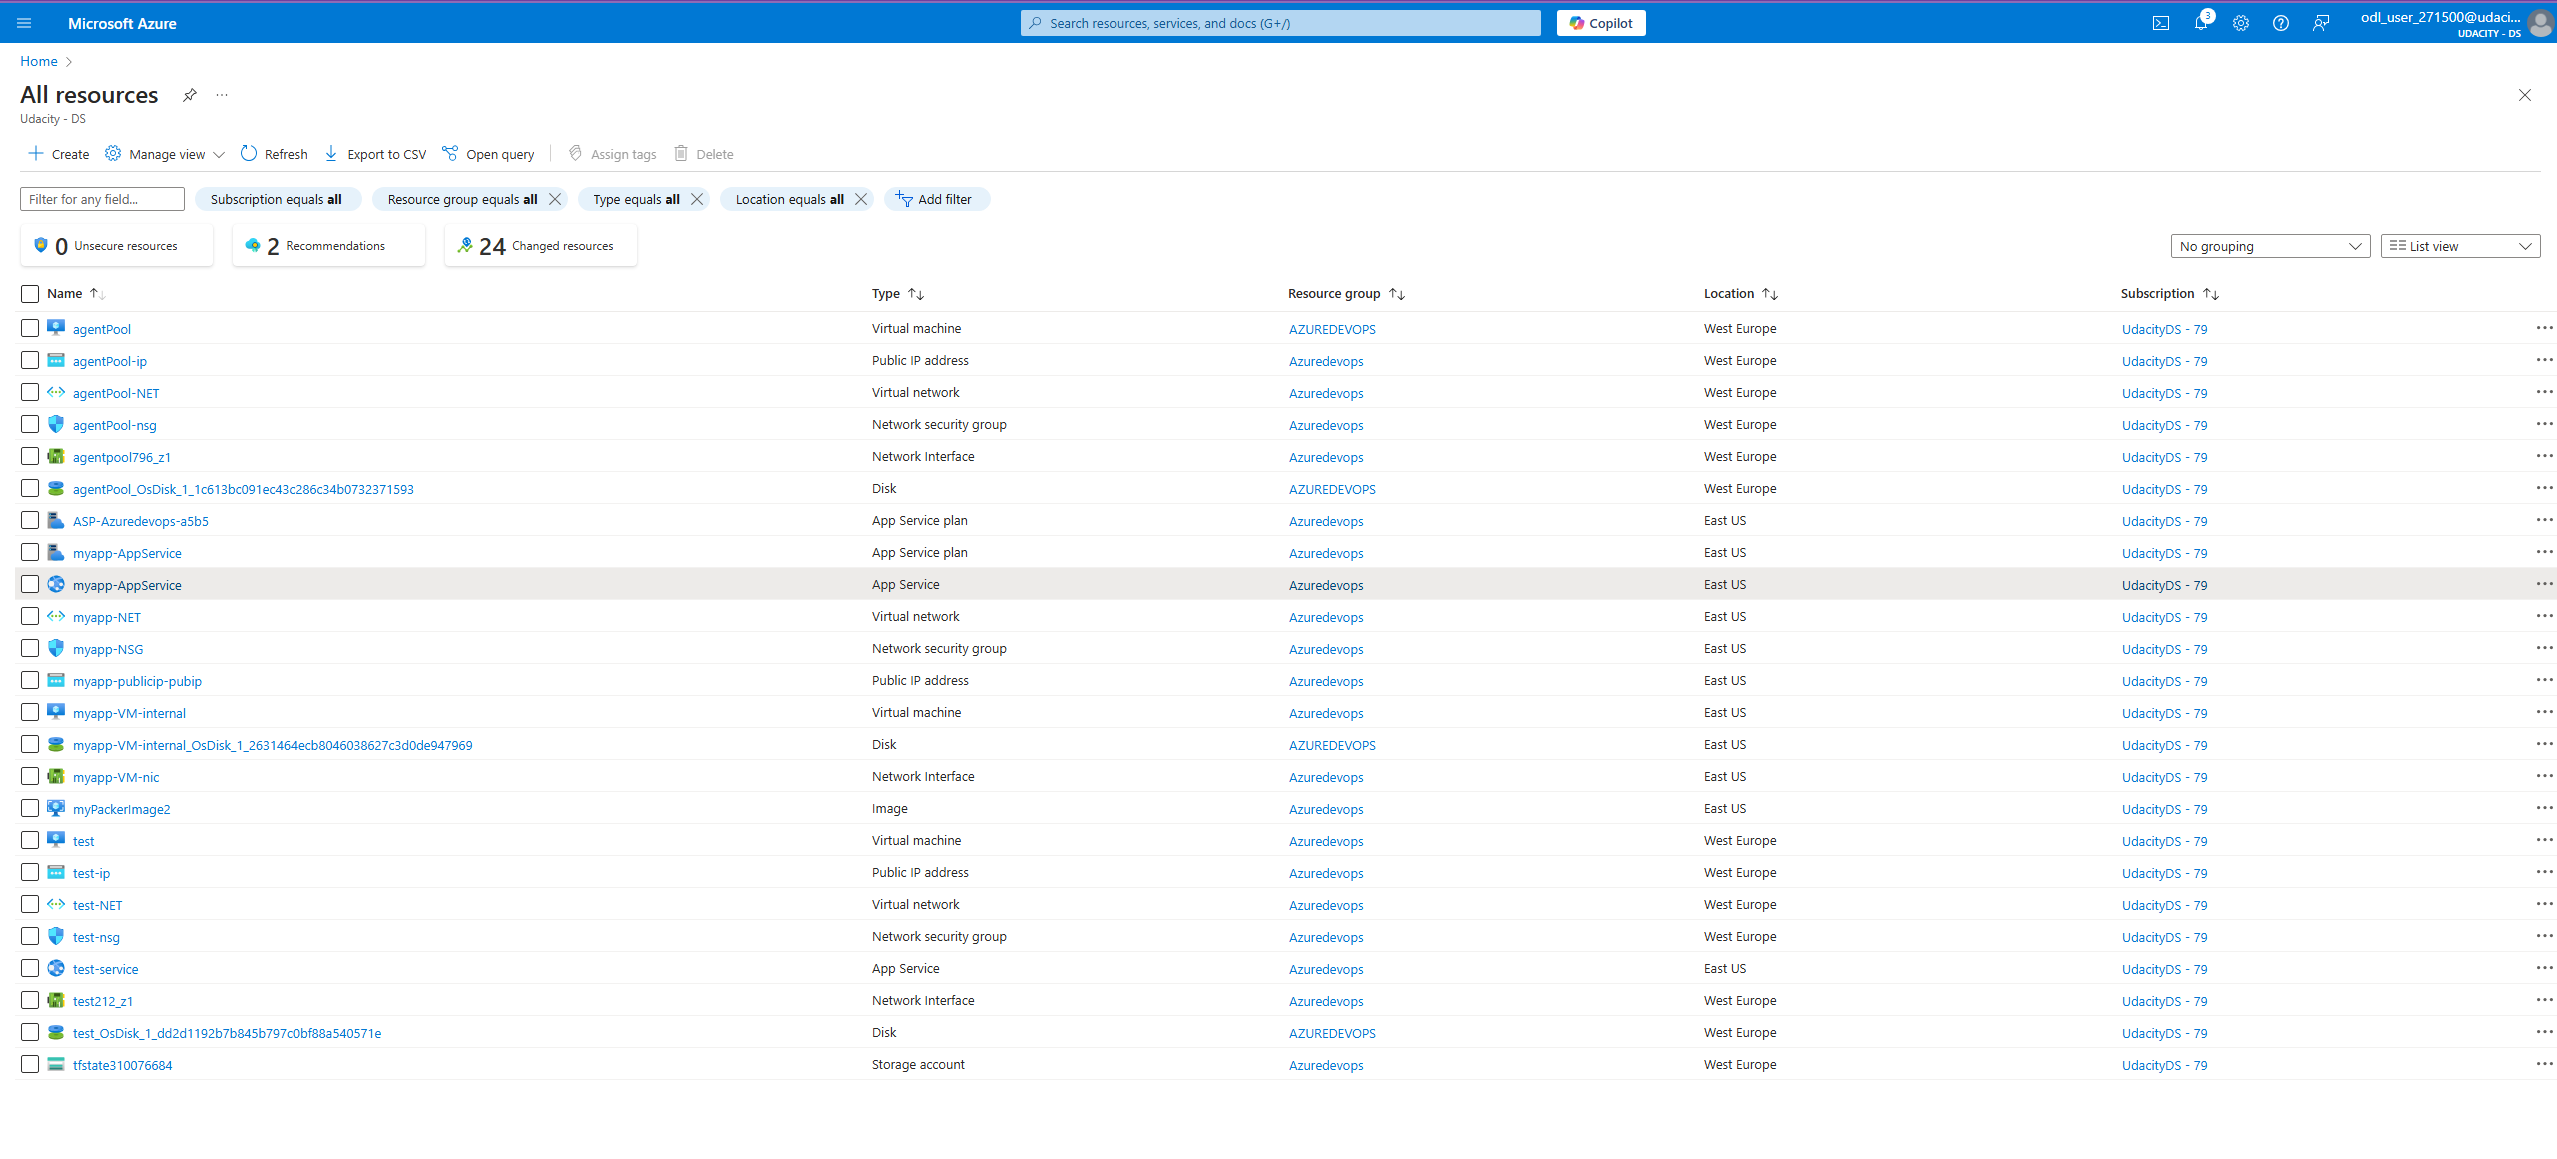 Microsoft Azure
Search resources, services, and docs (G+/)
Copilot
3
odl_user_271500@udaci...
UDACITY - DS
Home
All resources
Udacity - DS
Create Manage view Refresh Export to CSV Open query Assign tags Delete
Filter for any field... Subscription equals all Resource group equals all Type equals all Location equals all Add filter
0 Unsecure resources 2 Recommendations 24 Changed resources No grouping List view
Name Type Resource group Location Subscription
agentPool Virtual machine AZUREDEVOPS West Europe UdacityDS - 79
agentPool-ip Public IP address Azuredevops West Europe UdacityDS - 79
agentPool-NET Virtual network Azuredevops West Europe UdacityDS - 79
agentPool-nsg Network security group Azuredevops West Europe UdacityDS - 79
agentpool796_z1 Network Interface Azuredevops West Europe UdacityDS - 79
agentPool_OsDisk_1_1c613bc091ec43c286c34b0732371593 Disk AZUREDEVOPS West Europe UdacityDS - 79
ASP-Azuredevops-a5b5 App Service plan Azuredevops East US UdacityDS - 79
myapp-AppService App Service plan Azuredevops East US UdacityDS - 79
myapp-AppService App Service Azuredevops East US UdacityDS - 79
myapp-NET Virtual network Azuredevops East US UdacityDS - 79
myapp-NSG Network security group Azuredevops East US UdacityDS - 79
myapp-publicip-pubip Public IP address Azuredevops East US UdacityDS - 79
myapp-VM-internal Virtual machine Azuredevops East US UdacityDS - 79
myapp-VM-internal_OsDisk_1_2631464ecb8046038627c3d0de947969 Disk AZUREDEVOPS East US UdacityDS - 79
myapp-VM-nic Network Interface Azuredevops East US UdacityDS - 79
myPackerImage2 Image Azuredevops East US UdacityDS - 79
test Virtual machine Azuredevops West Europe UdacityDS - 79
test-ip Public IP address Azuredevops West Europe UdacityDS - 79
test-NET Virtual network Azuredevops West Europe UdacityDS - 79
test-nsg Network security group Azuredevops West Europe UdacityDS - 79
test-service App Service Azuredevops East US UdacityDS - 79
test212_z1 Network Interface Azuredevops West Europe UdacityDS - 79
test_OsDisk_1_dd2d1192b7b845b797c0bf88a540571e Disk AZUREDEVOPS West Europe UdacityDS - 79
tfstate310076684 Storage account Azuredevops West Europe UdacityDS - 79